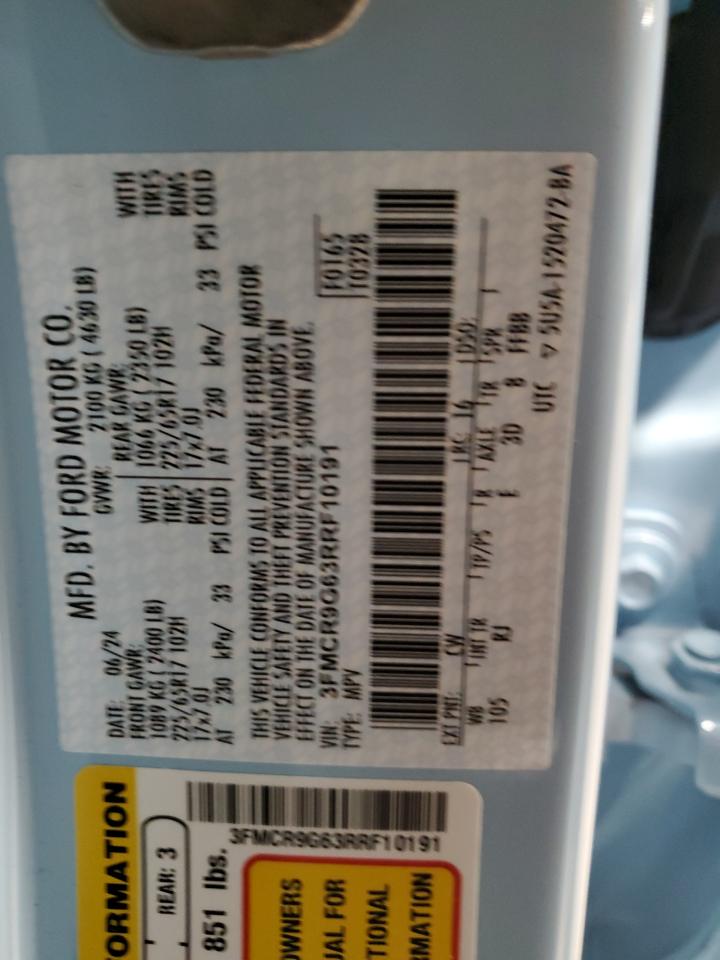 MFD. BY FORD MOTOR CO.
DATE: 06/24 GVWR: 2100 KG ( 4630 LB)
FRONT GAWR: REAR GAWR:
1089 KG ( 2400 LB) WITH 1066 KG ( 2350 LB) WITH
225/65R17 102H TIRES 225/65R17 102H TIRES
17x7.0J RIMS 17x7.0J RIMS
AT 230 kPa/ 33 PSI COLD AT 230 kPa/ 33 PSI COLD
THIS VEHICLE CONFORMS TO ALL APPLICABLE FEDERAL MOTOR
VEHICLE SAFETY AND THEFT PREVENTION STANDARDS IN
EFFECT ON THE DATE OF MANUFACTURE SHOWN ABOVE.
VIN: 3FMCR9G63RRF10191 F0165
TYPE: MPV T0328
EXT PNT: CW RC: 16 DSO:
WB INT TR TP/PS R AXLE TR SPR
105 RJ E 3D 8 FFBB
UTC ▽ 5U5A-1520472-BA
ORMATION
REAR: 3
851 lbs.
3FMCR9G63RRF10191
OWNERS
UAL FOR
TIONAL
RMATION